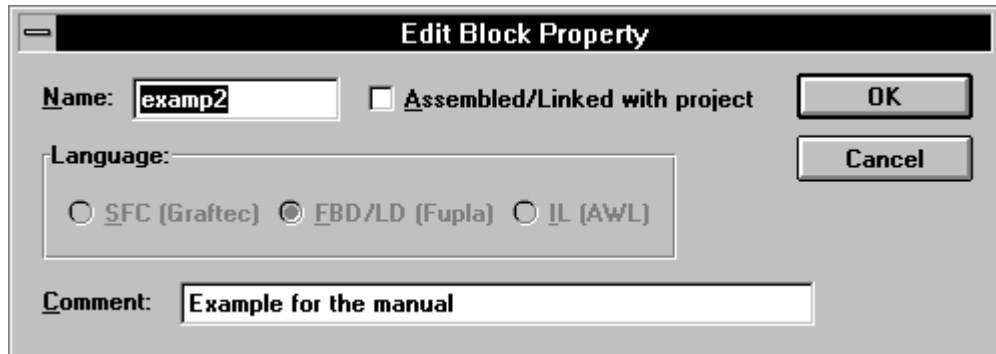 Edit Block Property
Name: examp2 Assembled/Linked with project OK
Language: Cancel
SFC (Graftec) FBD/LD (Fupla) IL (AWL)
Comment: Example for the manual